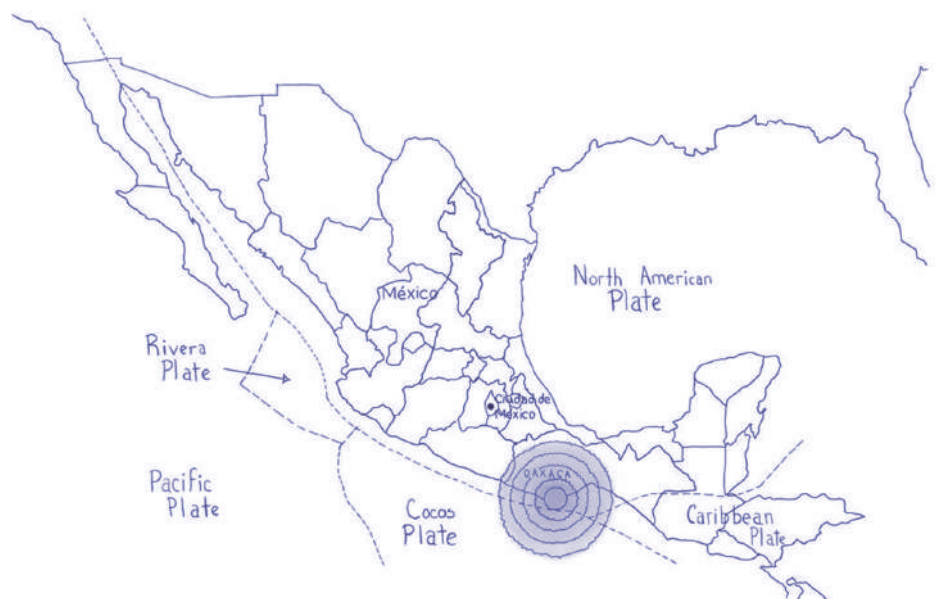 México
North American
Plate
Rivera
Plate
Ciudad de
México
OAXACA
Pacific
Plate
Cocos
Plate
Caribbean
Plate